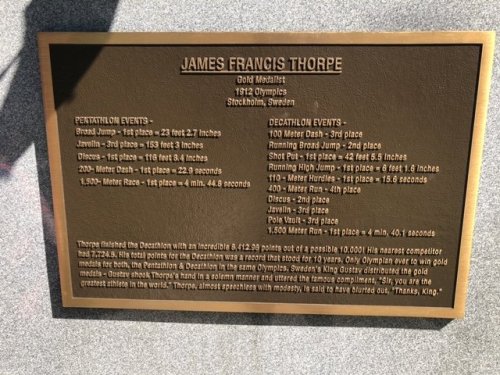 JAMES FRANCIS THORPE
Gold Medalist
1912 Olympics
Stockholm, Sweden
PENTATHLON EVENTS -
Broad Jump - 1st place = 23 feet 2.7 inches
Javelin - 3rd place = 153 feet 3 inches
Discus - 1st place = 116 feet 8.4 inches
200- Meter Dash - 1st place = 22.9 seconds
1,500- Meter Race - 1st place = 4 min. 44.8 seconds
DECATHLON EVENTS -
100 Meter Dash - 3rd place
Running Broad Jump - 2nd place
Shot Put - 1st place = 42 feet 5.5 inches
Running High Jump - 1st place = 6 feet 1.6 inches
110 - Meter Hurdles - 1st place = 15.6 seconds
400 - Meter Run - 4th place
Discus - 2nd place
Javelin - 3rd place
Pole Vault - 3rd place
1,500 Meter Run - 1st place = 4 min, 40.1 seconds
Thorpe finished the Decathlon with an incredible 8,412.96 points out of a possible 10,000! His nearest competitor
had 7,724.5. His total points for the Decathlon was a record that stood for 10 years. Only Olympian ever to win gold
medals for both, the Pentathlon & Decathlon in the same Olympics. Sweden's King Gustav distributed the gold
medals - Gustav shook Thorpe's hand in a solemn manner and uttered the famous compliment, "Sir, you are the
greatest athlete in the world." Thorpe, almost speechless with modesty, is said to have blurted out, "Thanks, King."